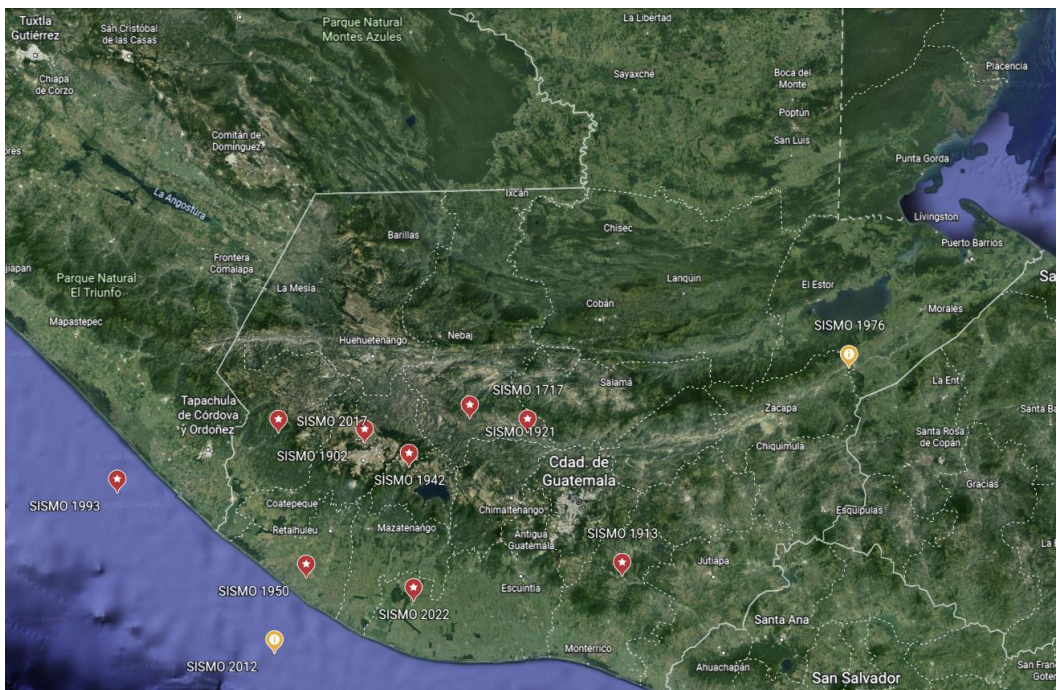 Tuxtla
Gutiérrez
San Cristóbal
de las Casas
Parque Natural
Montes Azules
La Libertad
Chiapa
de Corzo
Sayaxché
Boca del
Monte
Placencia
Poptún
Comitán de
Domínguez
San Luis
Punta Gorda
La Angostura
Ixcán
Lívingston
Barillas
Chisec
Puerto Barrios
Frontera
Comalapa
Parque Natural
El Triunfo
La Mesía
Lanquín
El Estor
Cobán
Morales
Mapastepec
SISMO 1976
Huehuetenango
Nebaj
Salamá
La Ent
SISMO 1717
Tapachula
de Córdova
y Ordoñez
SISMO 2017
SISMO 1921
Zacapa
Santa Rosa
de Copán
SISMO 1902
Chiquimula
SISMO 1942
Cdad. de
Guatemala
Gracias
SISMO 1993
Coatepeque
Chimaltenango
Esquipulas
Retalhuleu
Mazatenango
Antigua
Guatemala
SISMO 1913
Jutiapa
SISMO 1950
Escuintla
SISMO 2022
Santa Ana
Montérrico
SISMO 2012
Ahuachapán
San Salvador